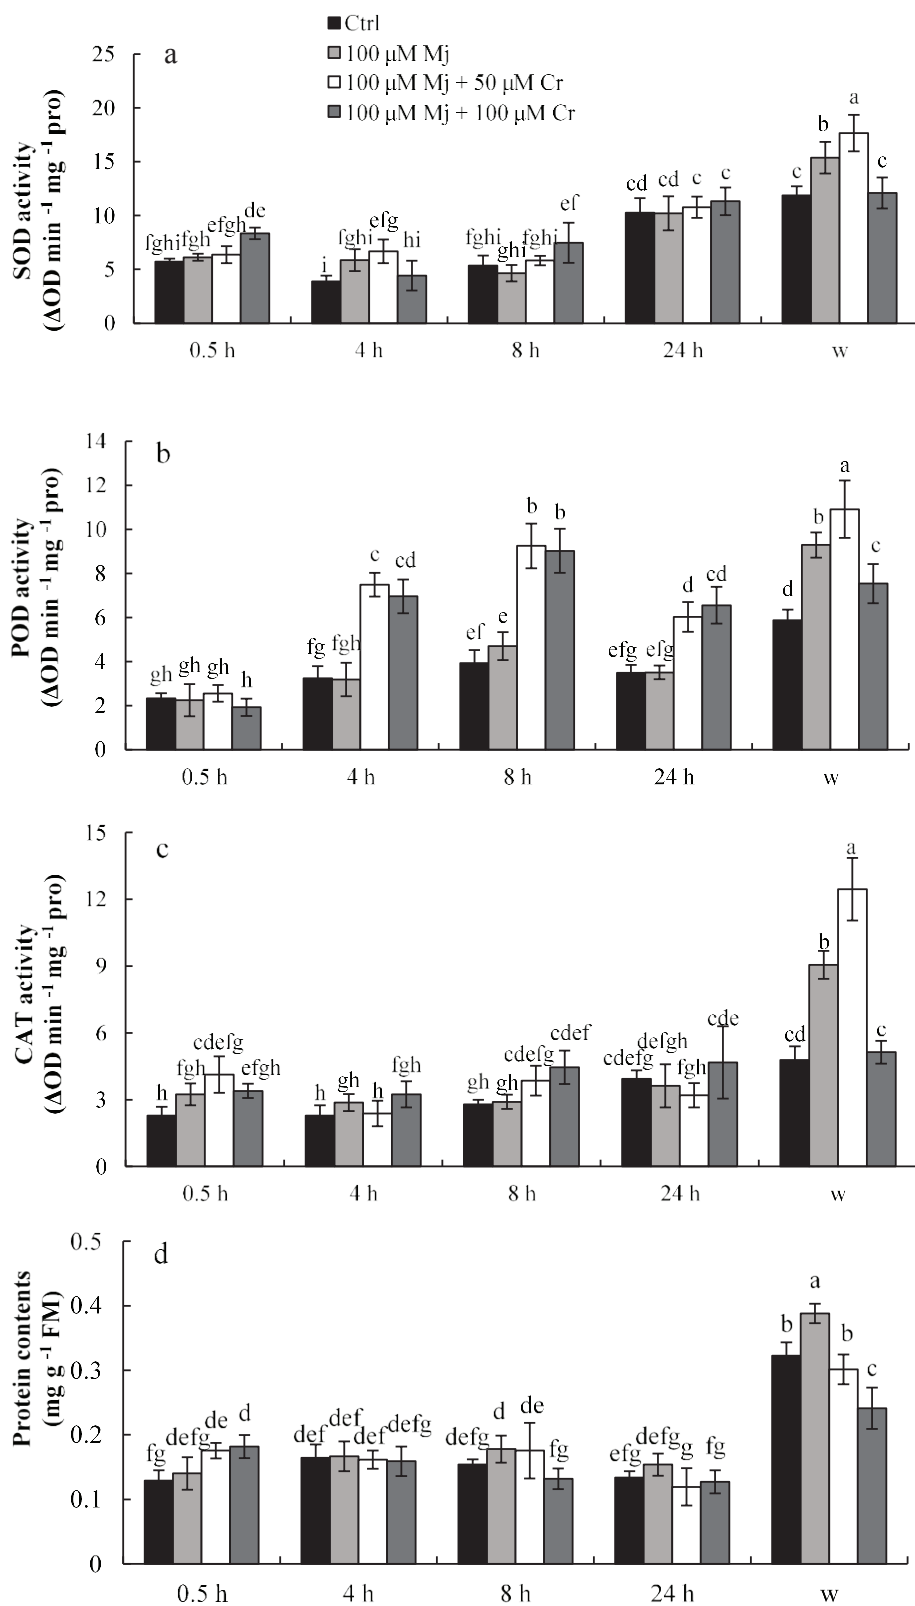 Ctrl
100 μM Mj
100 μM Mj + 50 μM Cr
100 μM Mj + 100 μM Cr
a
SOD activity
(ΔOD min -1 mg -1 pro)
25
20
15
10
5
0
fghi fgh efgh de
i fghi efg hi
fghi ghi fghi ef
cd cd c c
c b a c
0.5 h 4 h 8 h 24 h w
b
POD activity
(ΔOD min -1 mg -1 pro)
14
12
10
8
6
4
2
0
gh gh gh h
fg fgh c cd
ef e b b
efg efg d cd
d b a c
0.5 h 4 h 8 h 24 h w
c
CAT activity
(ΔOD min -1 mg -1 pro)
15
12
9
6
3
0
h fgh cdefg efgh
h gh h fgh
gh gh cdefg cdef
cdefg defgh fgh cde
cd b a c
0.5 h 4 h 8 h 24 h w
d
Protein contents
(mg g -1 FM)
0.5
0.4
0.3
0.2
0.1
0
fg defg de d
def def def defg
defg d de fg
efg defg g fg
b a b c
0.5 h 4 h 8 h 24 h w